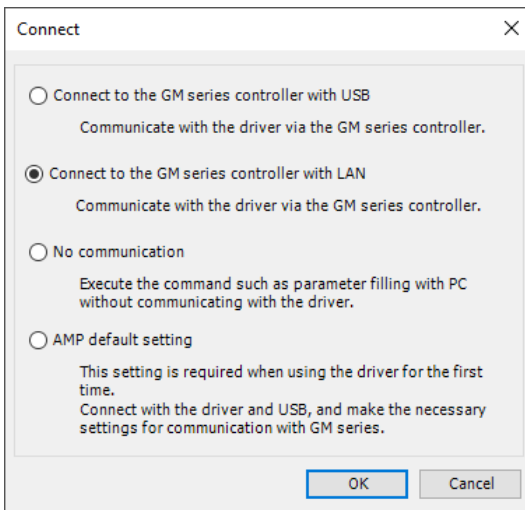 Connect
Connect to the GM series controller with USB
Communicate with the driver via the GM series controller.
Connect to the GM series controller with LAN
Communicate with the driver via the GM series controller.
No communication
Execute the command such as parameter filling with PC
without communicating with the driver.
AMP default setting
This setting is required when using the driver for the first
time.
Connect with the driver and USB, and make the necessary
settings for communication with GM series.
OK
Cancel